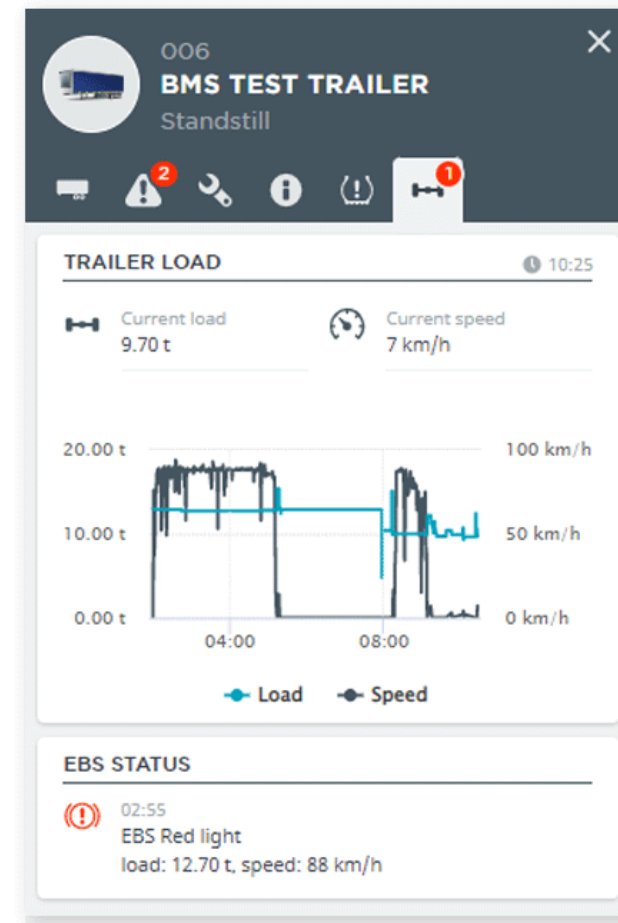 006
BMS TEST TRAILER
Standstill
2
1
TRAILER LOAD
10:25
Current load
9.70 t
Current speed
7 km/h
20.00 t
100 km/h
10.00 t
50 km/h
0.00 t
0 km/h
04:00
08:00
Load
Speed
EBS STATUS
02:55
EBS Red light
load: 12.70 t, speed: 88 km/h